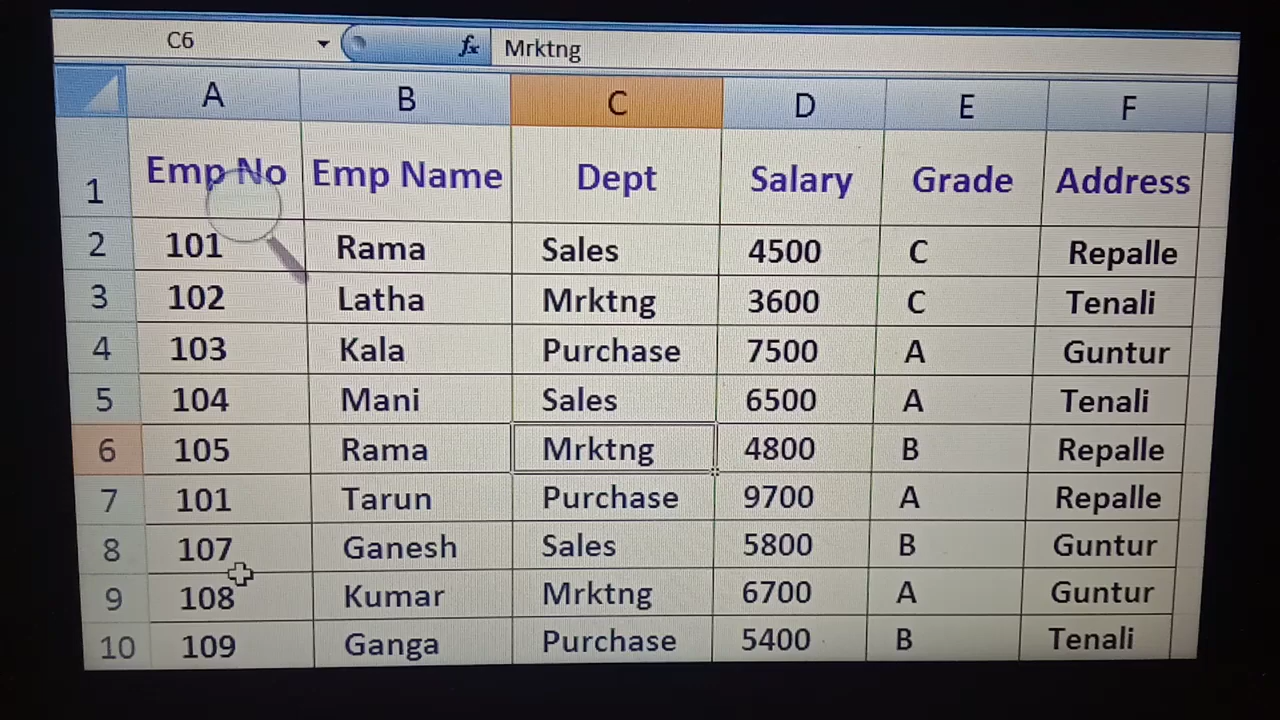 C6 fx Mrktng
A B C D E F
1 Emp No Emp Name Dept Salary Grade Address
2 101 Rama Sales 4500 C Repalle
3 102 Latha Mrktng 3600 C Tenali
4 103 Kala Purchase 7500 A Guntur
5 104 Mani Sales 6500 A Tenali
6 105 Rama Mrktng 4800 B Repalle
7 101 Tarun Purchase 9700 A Repalle
8 107 Ganesh Sales 5800 B Guntur
9 108 Kumar Mrktng 6700 A Guntur
10 109 Ganga Purchase 5400 B Tenali